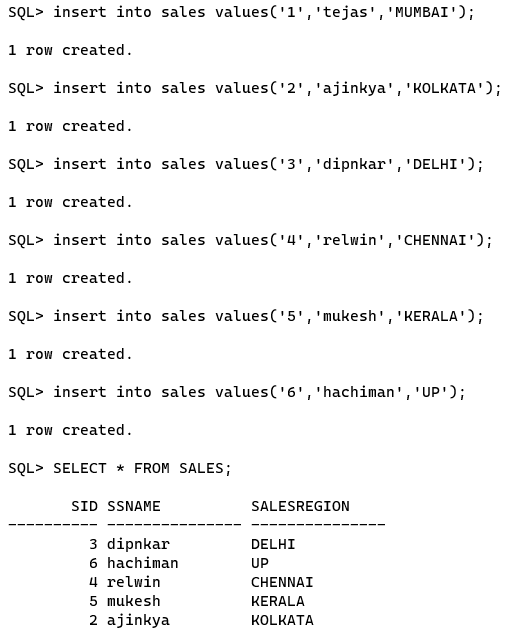 SQL> insert into sales values('1','tejas','MUMBAI');
1 row created.
SQL> insert into sales values('2','ajinkya','KOLKATA');
1 row created.
SQL> insert into sales values('3','dipnkar','DELHI');
1 row created.
SQL> insert into sales values('4','relwin','CHENNAI');
1 row created.
SQL> insert into sales values('5','mukesh','KERALA');
1 row created.
SQL> insert into sales values('6','hachiman','UP');
1 row created.
SQL> SELECT * FROM SALES;
       SID SSNAME          SALESREGION
---------- --------------- ---------------
         3 dipnkar         DELHI
         6 hachiman        UP
         4 relwin          CHENNAI
         5 mukesh          KERALA
         2 ajinkya         KOLKATA